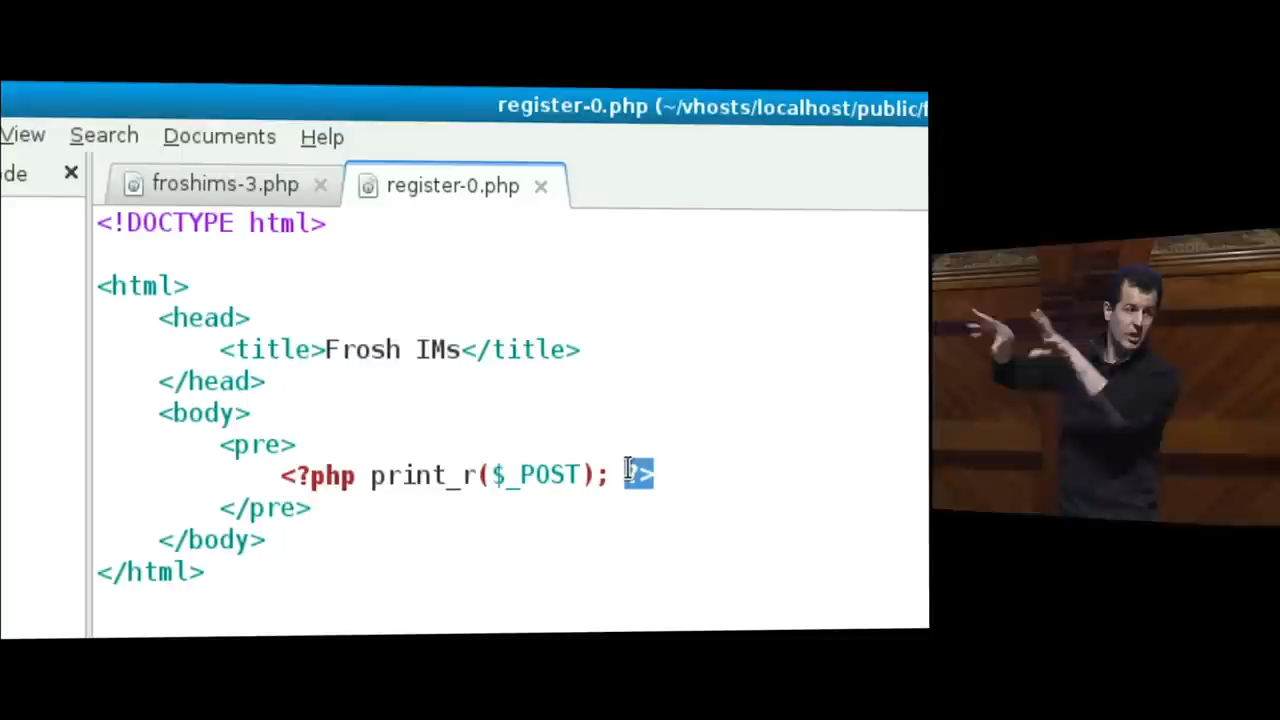 register-0.php (~/vhosts/localhost/public/f
View Search Documents Help
de
froshims-3.php
register-0.php
<!DOCTYPE html>
<html>
<head>
<title>Frosh IMs</title>
</head>
<body>
<pre>
<?php print_r($_POST); ?>
</pre>
</body>
</html>